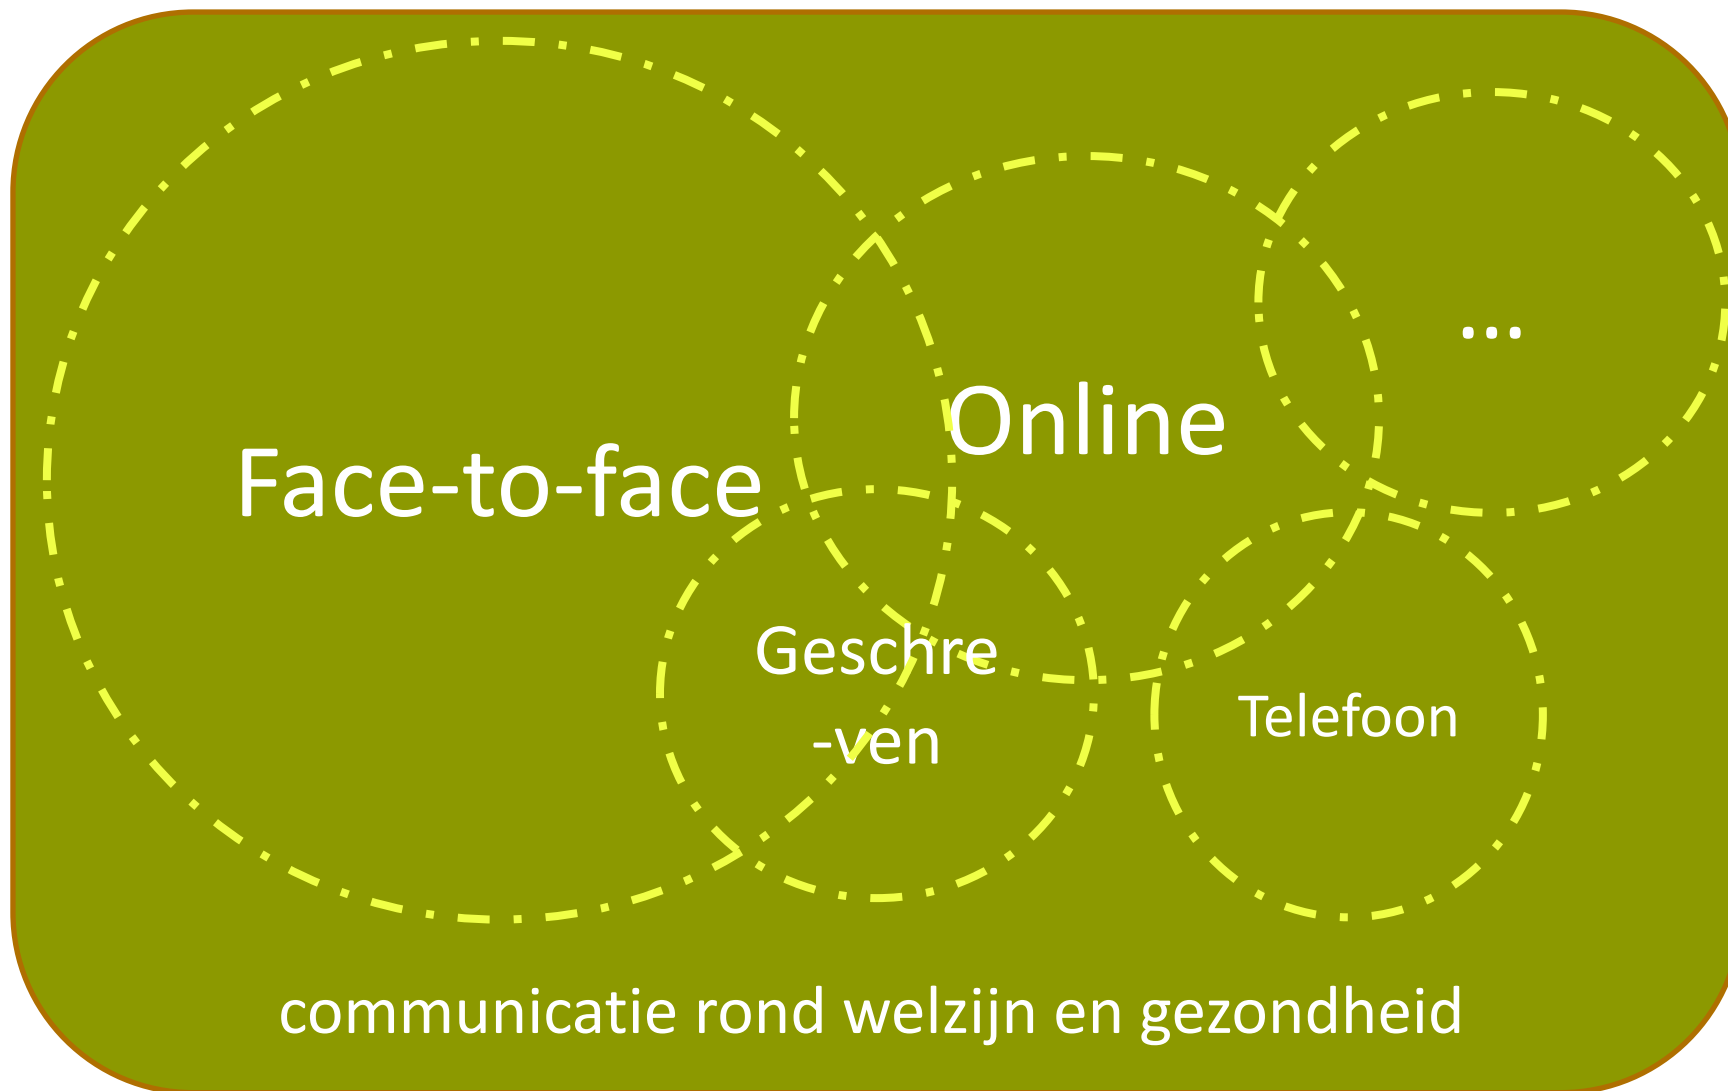 ...
Online
Face-to-face
Geschre
-ven
Telefoon
communicatie rond welzijn en gezondheid